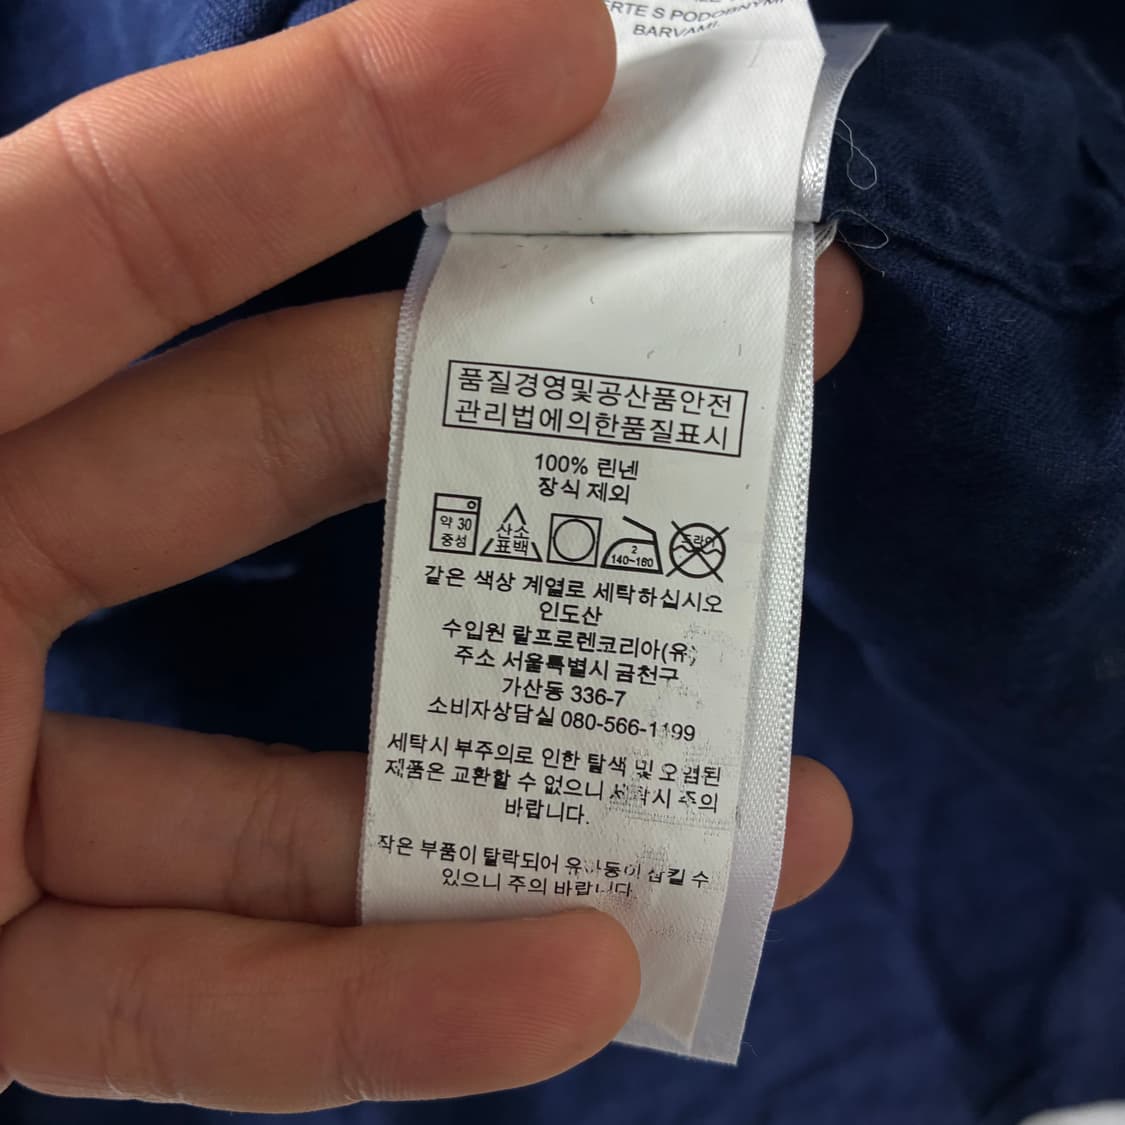 ERTE S PODOBNÝMI
BARVAMI.
품질경영및공산품안전
관리법에의한품질표시
100% 린넨
장식 제외
약 30
중성
산소
표백
2
140~160
드라이
같은 색상 계열로 세탁하십시오
인도산
수입원 랄프로렌코리아(유)
주소 서울특별시 금천구
가산동 336-7
소비자상담실 080-566-1199
세탁시 부주의로 인한 탈색 및 오염된
제품은 교환할 수 없으니 세탁시 주의
바랍니다.
작은 부품이 탈락되어 유아동이 삼킬 수
있으니 주의 바랍니다.